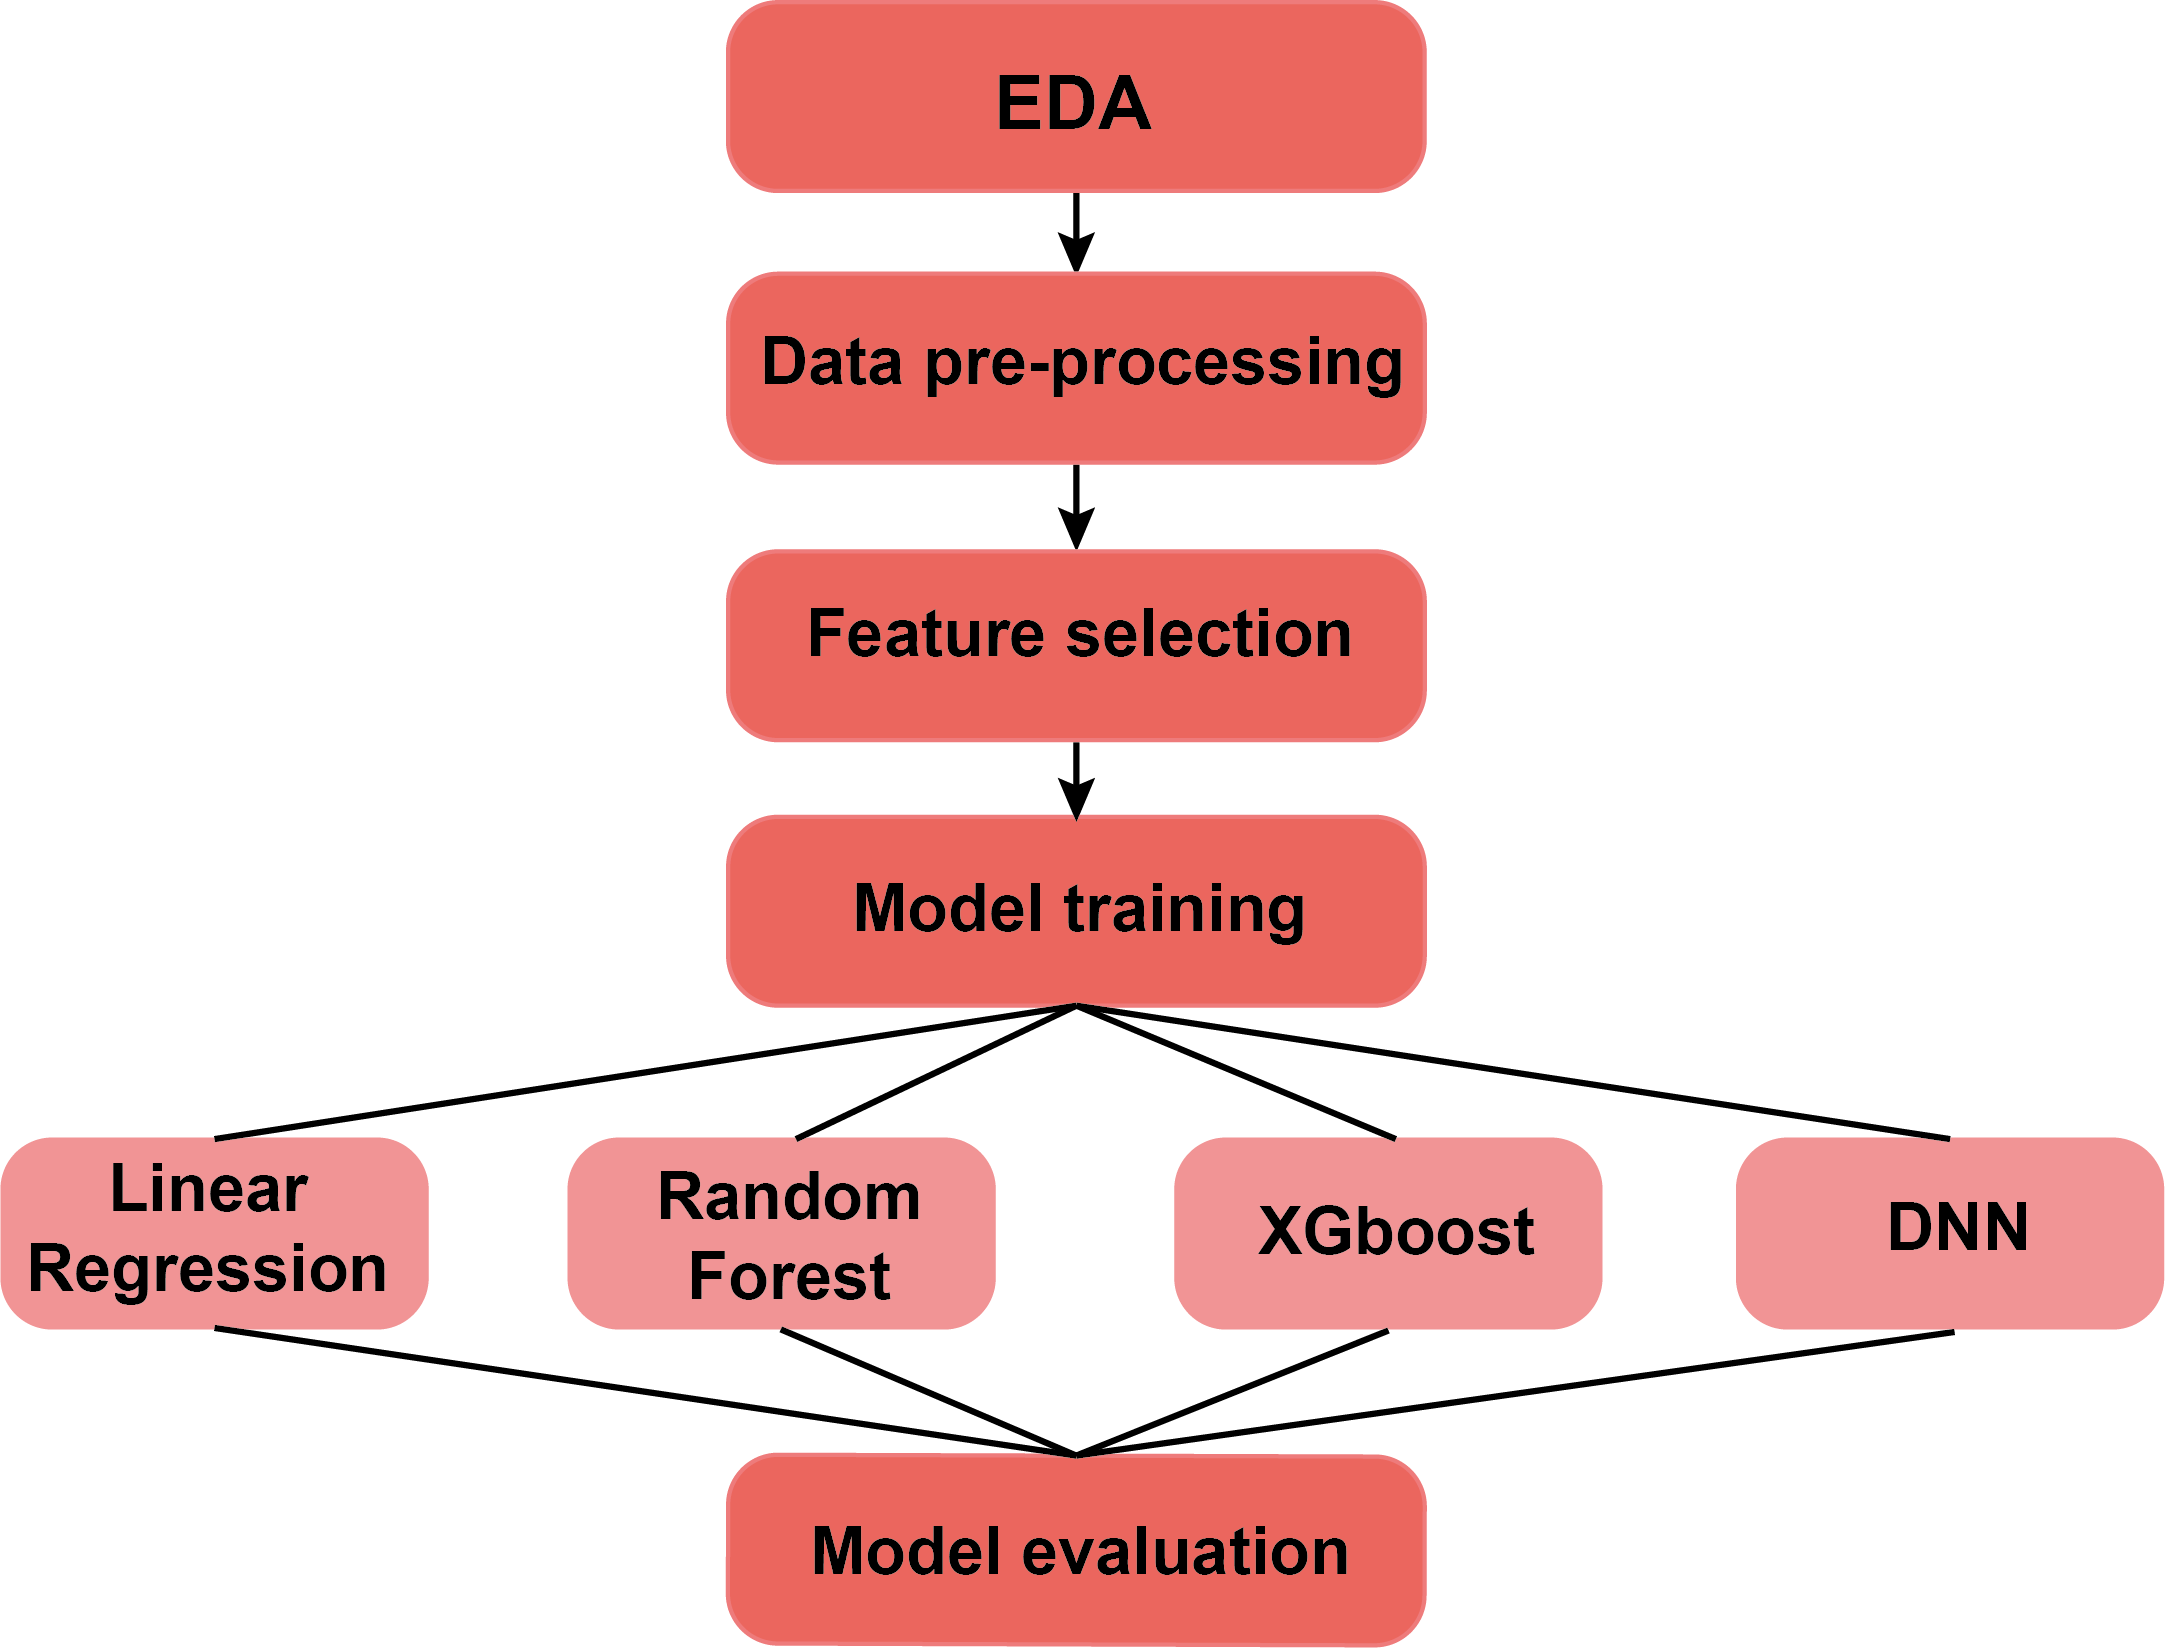 EDA
Data pre-processing
Feature selection
Model training
Linear
Regression
Random
Forest
XGboost
DNN
Model evaluation